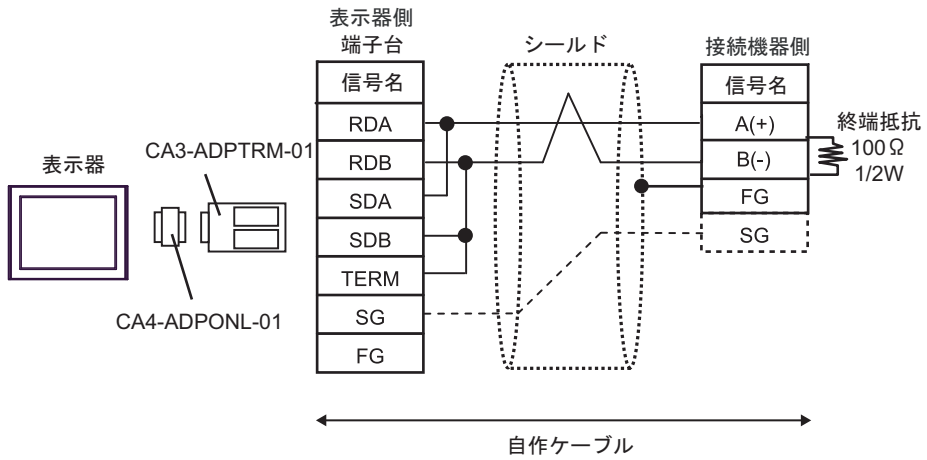 表示器側
端子台
信号名
RDA
RDB
SDA
SDB
TERM
SG
FG
シールド
接続機器側
信号名
A(+)
B(-)
FG
SG
終端抵抗
100Ω
1/2W
表示器
CA3-ADPTRM-01
CA4-ADPONL-01
自作ケーブル